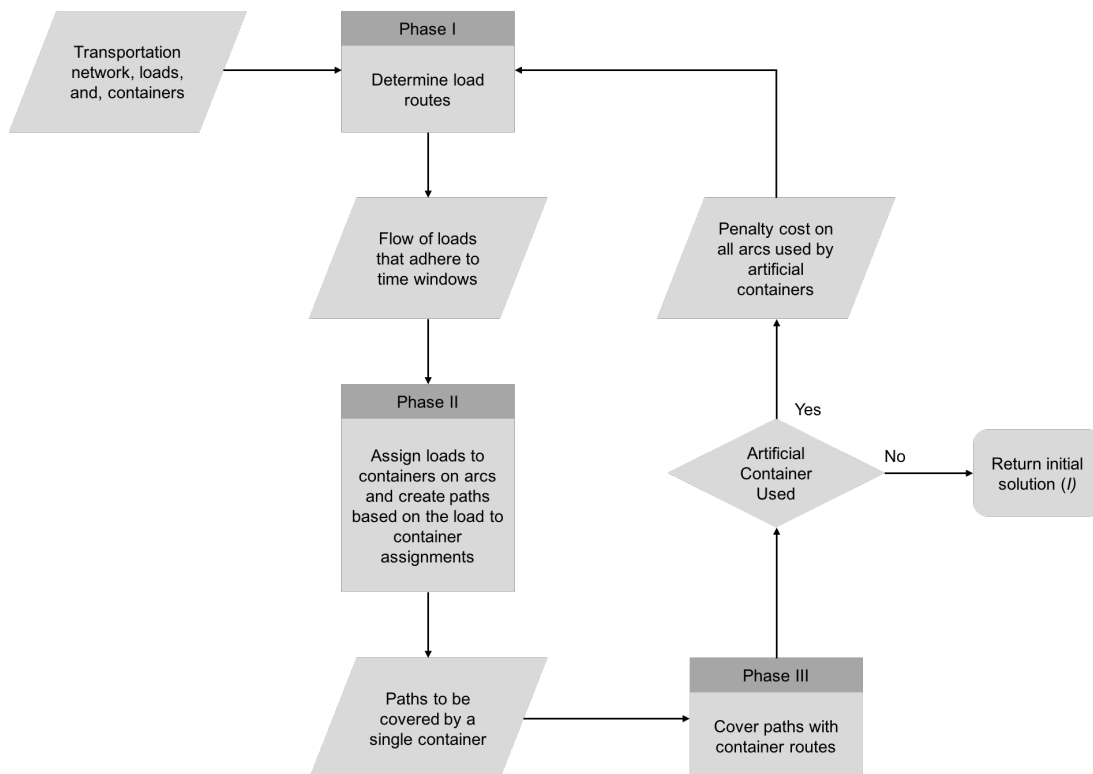 Transportation
network, loads,
and, containers
Phase I
Determine load
routes
Flow of loads
that adhere to
time windows
Penalty cost on
all arcs used by
artificial
containers
Phase II
Assign loads to
containers on arcs
and create paths
based on the load to
container
assignments
Yes
Artificial
Container
Used
No
Return initial
solution (I)
Paths to be
covered by a
single container
Phase III
Cover paths with
container routes